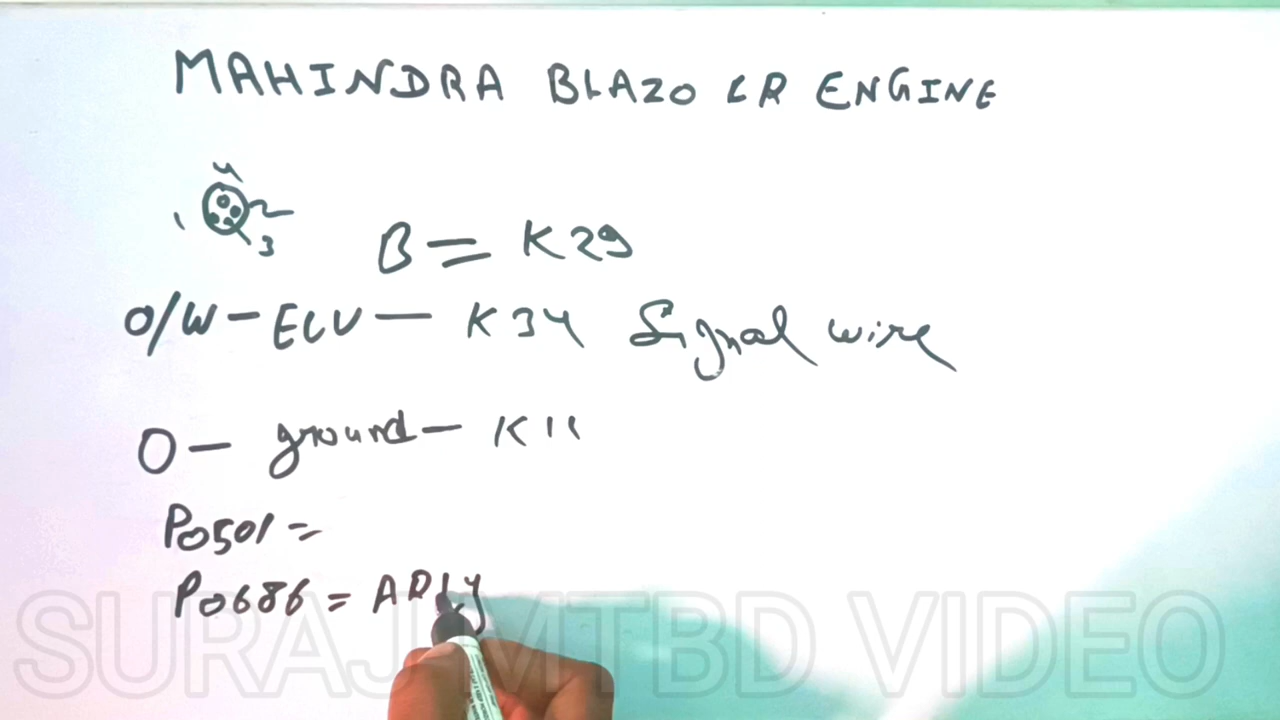 MAHINDRA BLAZO CR ENGINE
4
1 2
3
B = K29
O/W - ECU - K34 Signal wire
O - ground - K11
P0501 =
P0686 =
SURAJ MTBD VIDEO